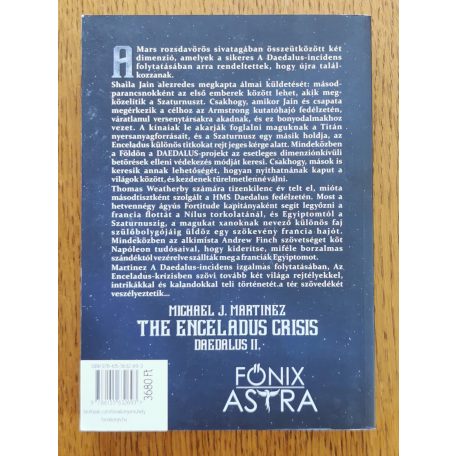 A Mars rozsdavörös sivatagában összeütközött két
dimenzió, amelyek a sikeres A Daedalus-incidens
folytatásában arra rendeltettek, hogy újra talál-
kozzanak.
Shaila Jain alezredes megkapta álmai küldetését: másod-
parancsnokként az első emberek között lehet, akik meg-
közelítik a Szaturnuszt. Csakhogy, amikor Jain és csapata
megérkezik a célhoz az Armstrong kutatóhajó fedélzetén,
váratlanul versenytársakra akadnak, és ez bonyodalmakhoz
vezet. A kínaiak le akarják foglalni maguknak a Titán
nyersanyagforrásait, és a Szaturnusz egy másik holdja, az
Enceladus különös titkokat rejt jeges kérge alatt. Mindeközben
a Földön a DAEDALUS-projekt az esetleges dimenziónkívüli
betörések elleni védekezés módját keresi. Csakhogy, mások is
keresik annak lehetőségét, hogyan nyithatnának kaput a
világok között, és kezdenek türelmetlenné válni.
Thomas Weatherby számára tizenkilenc év telt el, mióta
másodtisztként szolgált a HMS Daedalus fedélzetén. Most a
hetvennégy ágyús Fortitude kapitányaként segít legyőzni a
francia flottát a Nílus torkolatánál, és Egyiptomtól a
Szaturnuszig, a magukat xanoknak nevező különös faj
szülőbolygójáig üldöz egy szökevény francia hajót.
Mindeközben az alkimista Andrew Finch szövetséget köt
Napóleon tudósaival, hogy kiderítse, miféle borzalmas
szándéktól vezérelve szállták meg a franciák Egyiptomot.
Martinez A Daedalus-incidens izgalmas folytatásában, Az
Enceladus-krízisben szövi tovább két világa rejtélyekkel,
intrikákkal és kalandokkal teli történetét.a tér szövedékét
veszélyeztetik...
MICHAEL J. MARTINEZ
THE ENCELADUS CRISIS
DAEDALUS II.
FŐNIX
ASTRA
3680 Ft